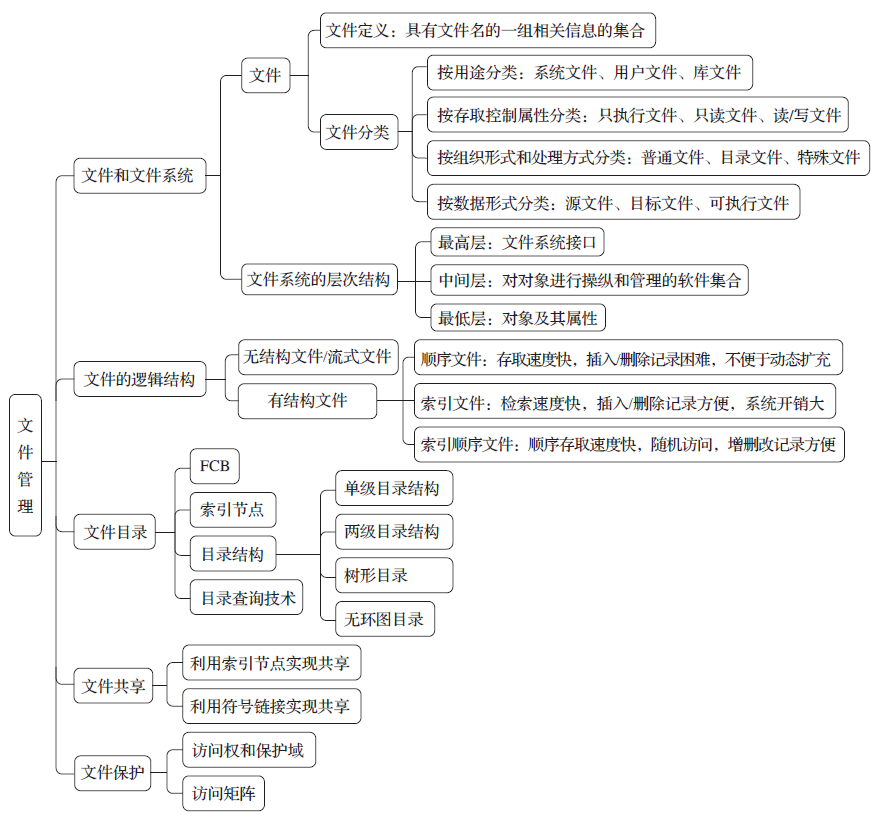 文件管理
文件和文件系统
文件
文件定义：具有文件名的一组相关信息的集合
文件分类
按用途分类：系统文件、用户文件、库文件
按存取控制属性分类：只执行文件、只读文件、读/写文件
按组织形式和处理方式分类：普通文件、目录文件、特殊文件
按数据形式分类：源文件、目标文件、可执行文件
文件系统的层次结构
最高层：文件系统接口
中间层：对对象进行操纵和管理的软件集合
最低层：对象及其属性
文件的逻辑结构
无结构文件/流式文件
有结构文件
顺序文件：存取速度快，插入/删除记录困难，不便于动态扩充
索引文件：检索速度快，插入/删除记录方便，系统开销大
索引顺序文件：顺序存取速度快，随机访问，增删改记录方便
文件目录
FCB
索引节点
目录结构
单级目录结构
两级目录结构
树形目录
无环图目录
目录查询技术
文件共享
利用索引节点实现共享
利用符号链接实现共享
文件保护
访问权和保护域
访问矩阵